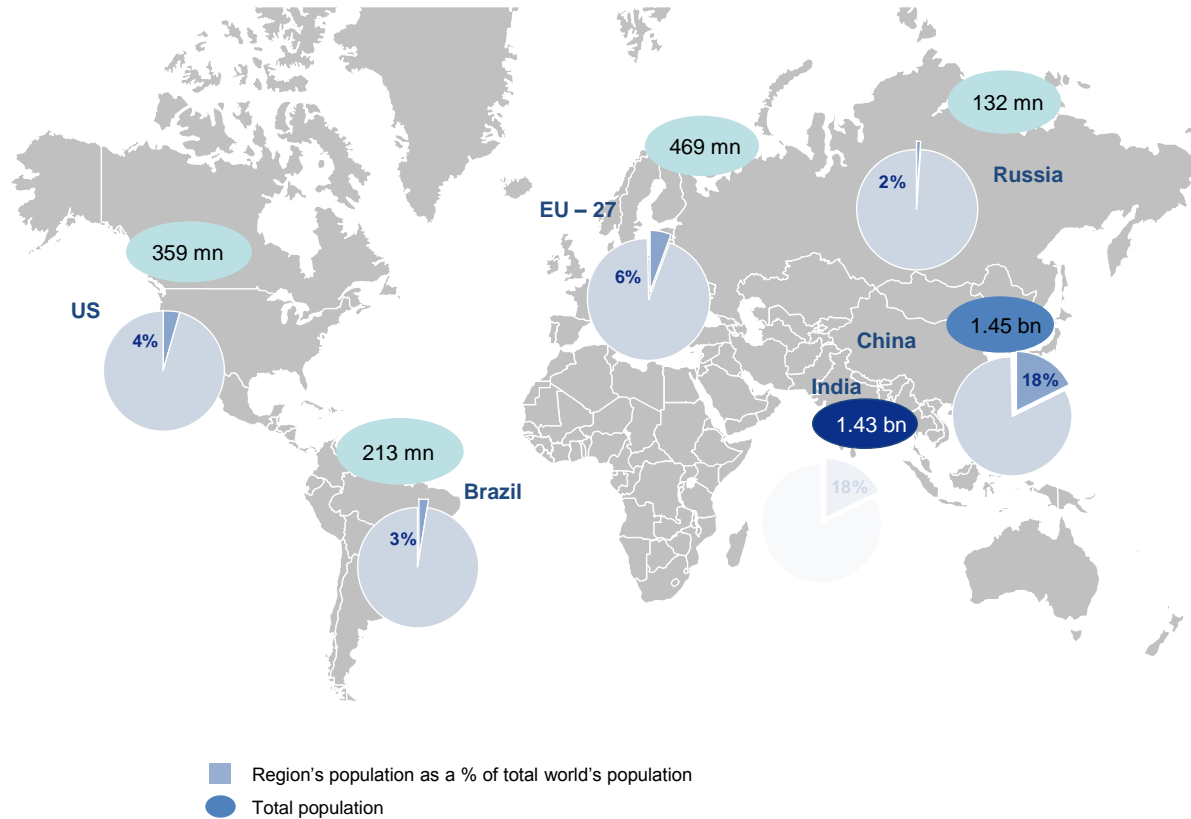 132 mn
469 mn
2%
Russia
EU – 27
359 mn
6%
US
1.45 bn
4%
China
18%
India
1.43 bn
213 mn
18%
Brazil
3%
Region's population as a % of total world's population
Total population